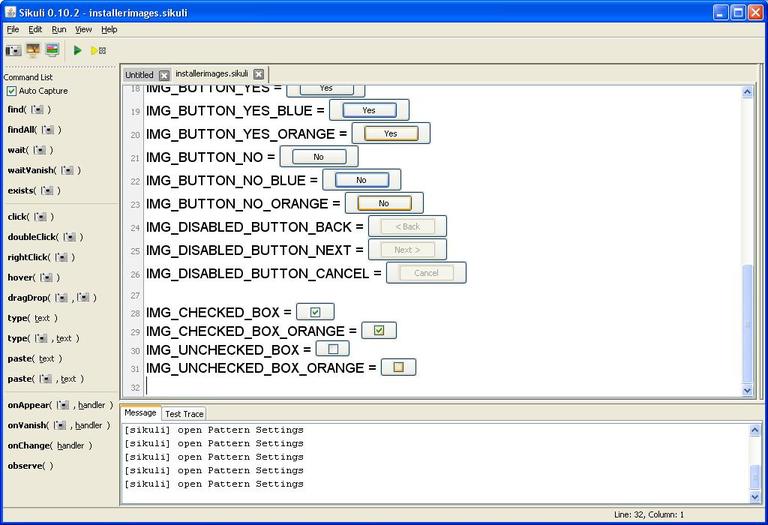 Sikuli 0.10.2 - installerimages.sikuli
File Edit Run View Help
Command List
Auto Capture
find( )
findAll( )
wait( )
waitVanish( )
exists( )
click( )
doubleClick( )
rightClick( )
hover( )
dragDrop( , )
type( text )
type( , text )
paste( text )
paste( , text )
onAppear( , handler )
onVanish( , handler )
onChange( handler )
observe( )
Untitled installerimages.sikuli
18 IMG_BUTTON_YES = Yes
19 IMG_BUTTON_YES_BLUE = Yes
20 IMG_BUTTON_YES_ORANGE = Yes
21 IMG_BUTTON_NO = No
22 IMG_BUTTON_NO_BLUE = No
23 IMG_BUTTON_NO_ORANGE = No
24 IMG_DISABLED_BUTTON_BACK = < Back
25 IMG_DISABLED_BUTTON_NEXT = Next >
26 IMG_DISABLED_BUTTON_CANCEL = Cancel
27
28 IMG_CHECKED_BOX =
29 IMG_CHECKED_BOX_ORANGE =
30 IMG_UNCHECKED_BOX =
31 IMG_UNCHECKED_BOX_ORANGE =
32
Message Test Trace
[sikuli] open Pattern Settings
[sikuli] open Pattern Settings
[sikuli] open Pattern Settings
[sikuli] open Pattern Settings
[sikuli] open Pattern Settings
Line: 32, Column: 1